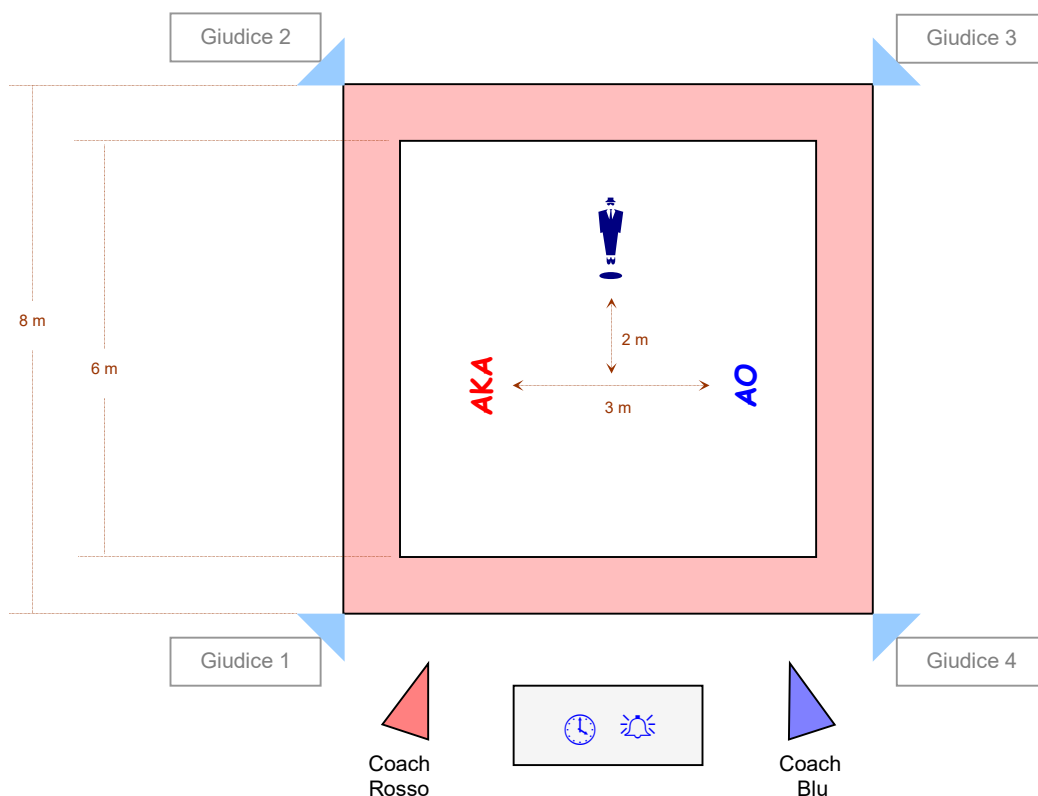 Giudice 2
Giudice 3
8 m
6 m
2 m
AKA
AO
3 m
Giudice 1
Giudice 4
Coach
Rosso
Coach
Blu